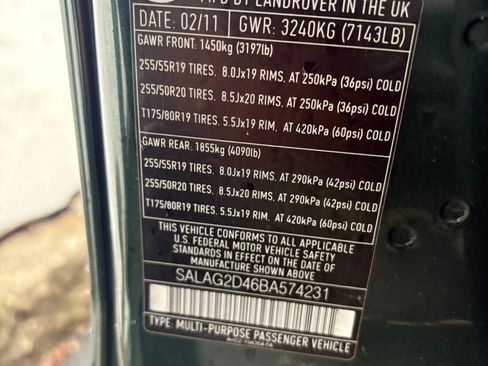 MFD BY LANDROVER IN THE UK
DATE: 02/11 GWR: 3240KG (7143LB)
GAWR FRONT: 1450kg (3197lb)
255/55R19 TIRES. 8.0Jx19 RIMS, AT 250kPa (36psi) COLD
255/50R20 TIRES. 8.5Jx20 RIMS, AT 250kPa (36psi) COLD
T175/80R19 TIRES. 5.5Jx19 RIM, AT 420kPa (60psi) COLD
GAWR REAR: 1855kg (4090lb)
255/55R19 TIRES. 8.0Jx19 RIMS, AT 290kPa (42psi) COLD
255/50R20 TIRES. 8.5Jx20 RIMS, AT 290kPa (42psi) COLD
T175/80R19 TIRES. 5.5Jx19 RIM, AT 420kPa (60psi) COLD
THIS VEHICLE CONFORMS TO ALL APPLICABLE
U.S. FEDERAL MOTOR VEHICLE SAFETY
STANDARDS IN EFFECT ON THE DATE OF
MANUFACTURE SHOWN ABOVE
SALAG2D46BA574231
TYPE: MULTI-PURPOSE PASSENGER VEHICLE